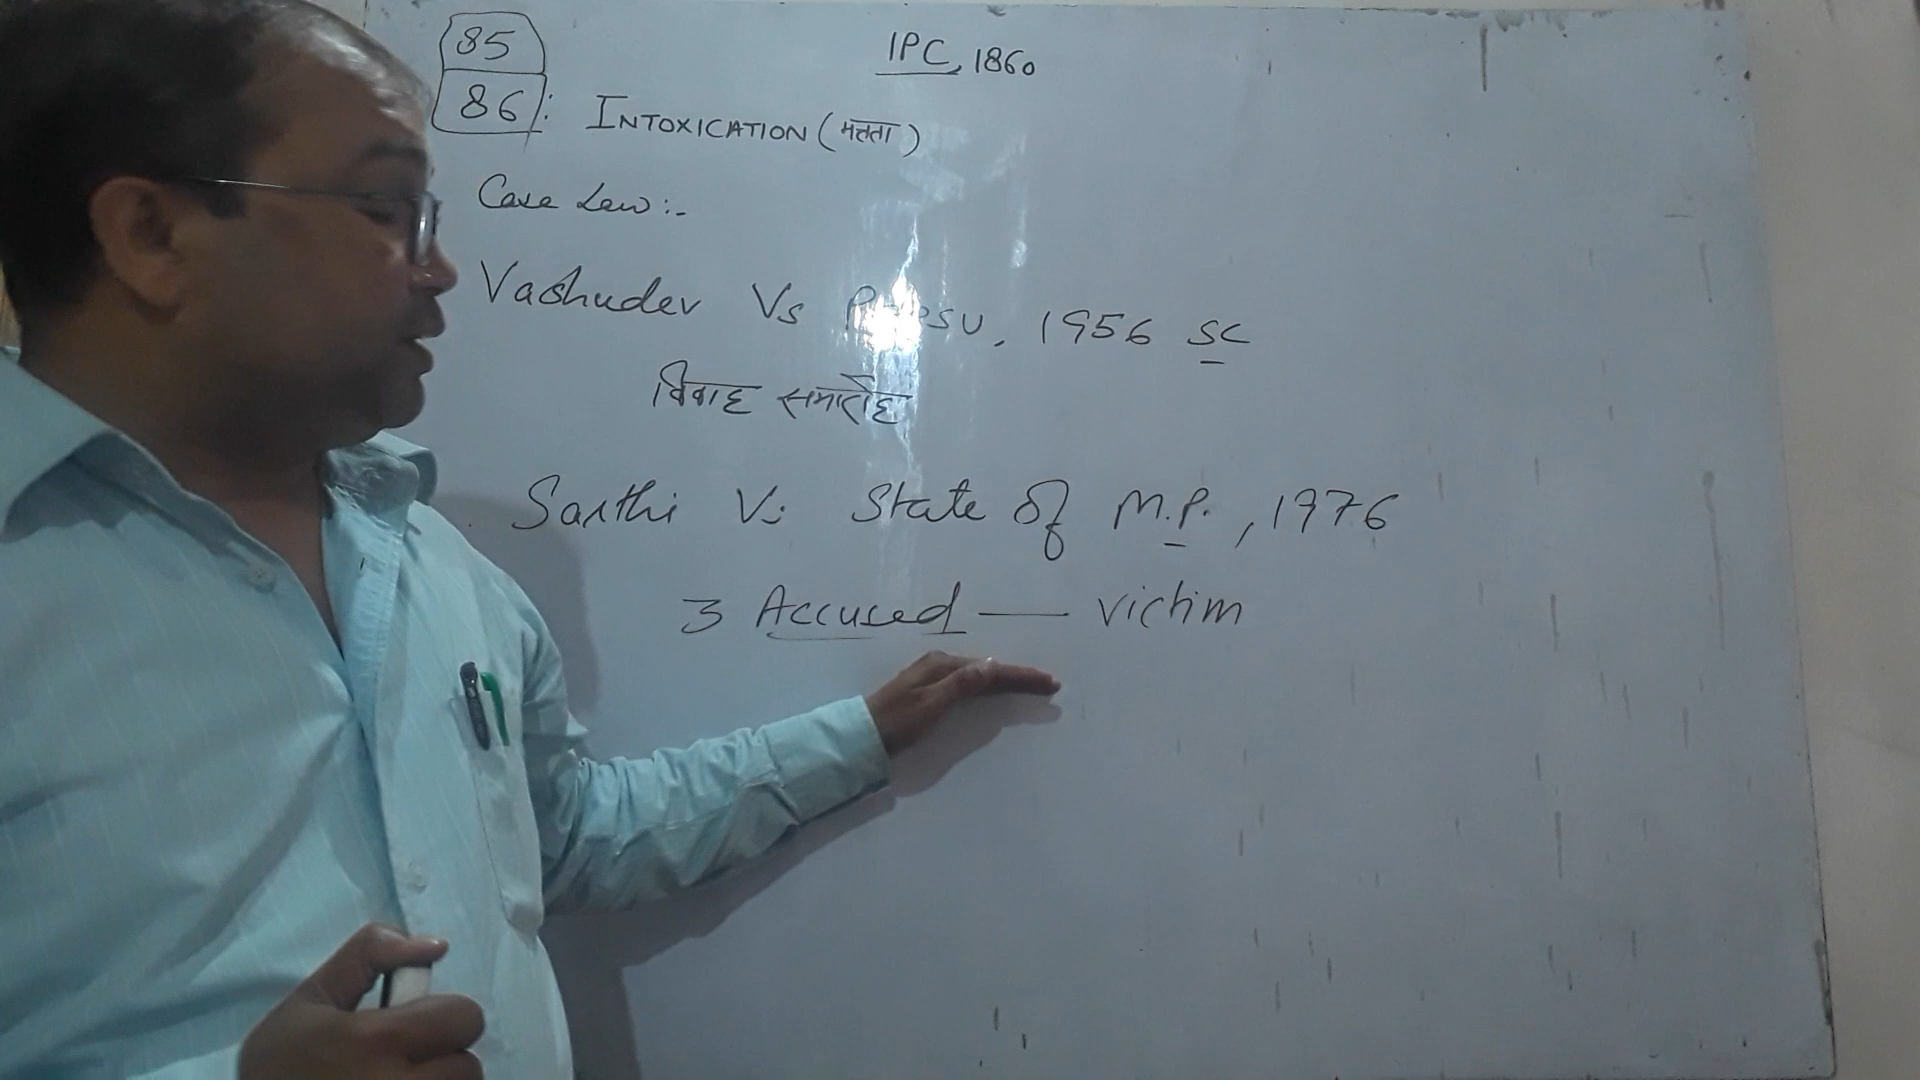 85
IPC, 1860
86: INTOXICATION (मत्तता)
Case Law:-
Vashudev Vs 1956 SC
विवाह समारोह
Sarthi Vs State of M.P., 1976
3 Accused — victim